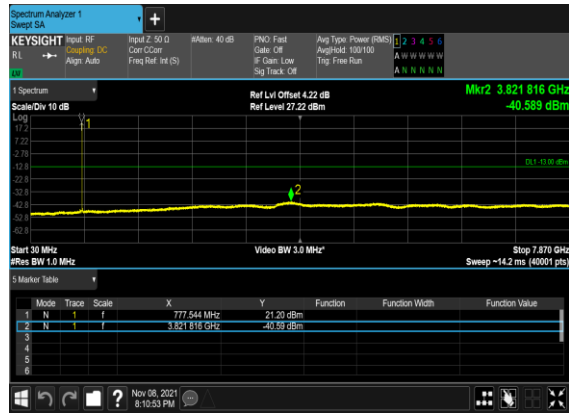 Spectrum Analyzer 1
Swept SA
+
KEYSIGHT Input: RF Input Z: 50 Ω #Atten: 40 dB PNO: Fast Avg Type: Power (RMS) 1 2 3 4 5 6
RL Coupling: DC Corr CCorr Gate: Off Avg|Hold: 100/100 A W W W W W
Align: Auto Freq Ref: Int (S) IF Gain: Low Trig: Free Run
Sig Track: Off A N N N N N
1 Spectrum Ref Lvl Offset 4.22 dB Mkr2 3.821 816 GHz
Scale/Div 10 dB Ref Level 27.22 dBm -40.589 dBm
Log
17.2
7.22
-2.78
-12.8
-22.8
-32.8
-42.8
-52.8
-62.8
1
DL1 -13.00 dBm
2
Start 30 MHz Video BW 3.0 MHz* Stop 7.870 GHz
#Res BW 1.0 MHz Sweep ~14.2 ms (40001 pts)
5 Marker Table
Mode Trace Scale X Y Function Function Width Function Value
1 N 1 f 777.544 MHz 21.20 dBm
2 N 1 f 3.821 816 GHz -40.59 dBm
3
4
5
6
? Nov 08, 2021
8:10:53 PM